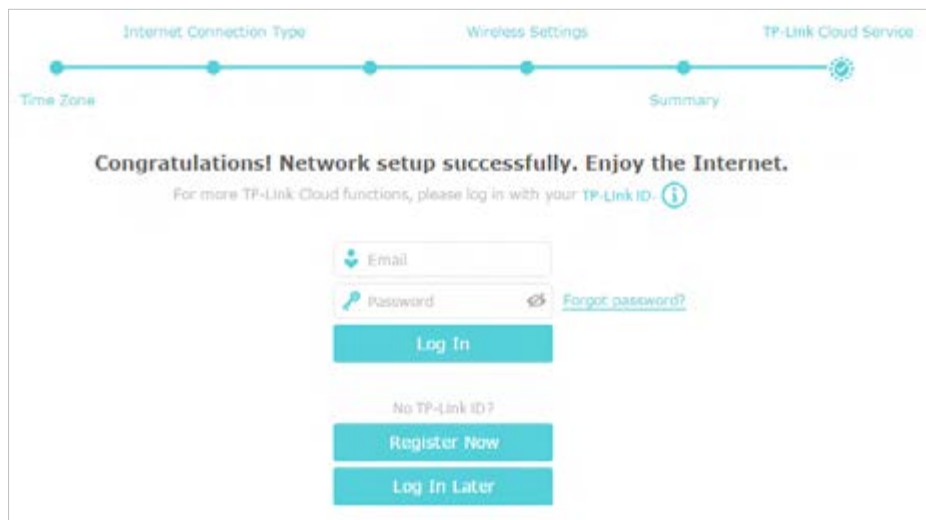 Internet Connection Type Wireless Settings TP-Link Cloud Service
Time Zone Summary
Congratulations! Network setup successfully. Enjoy the Internet.
For more TP-Link Cloud functions, please log in with your TP-Link ID.
Email
Password Forgot password?
Log In
No TP-Link ID?
Register Now
Log In Later